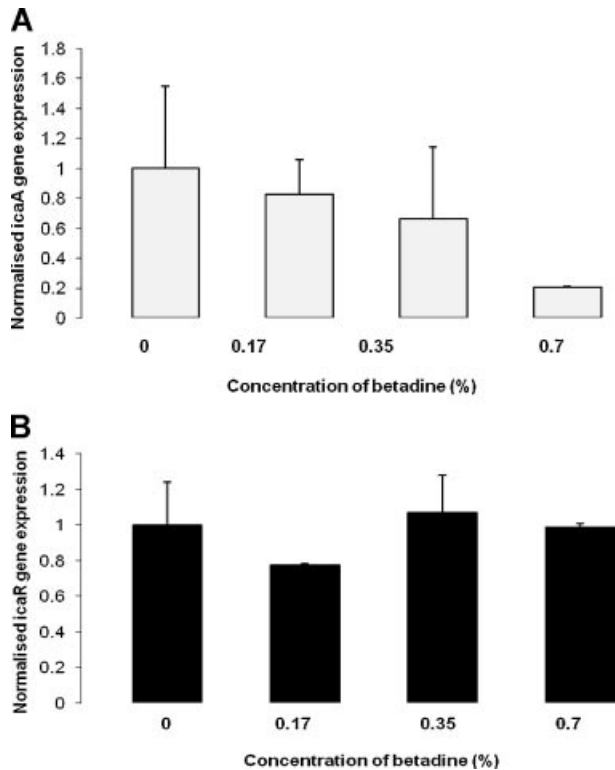 A
Normalised icaA gene expression
1.8
1.6
1.4
1.2
1
0.8
0.6
0.4
0.2
0
0 0.17 0.35 0.7
Concentration of betadine (%)
B
Normalised icaR gene expression
1.4
1.2
1
0.8
0.6
0.4
0.2
0
0 0.17 0.35 0.7
Concentration of betadine (%)